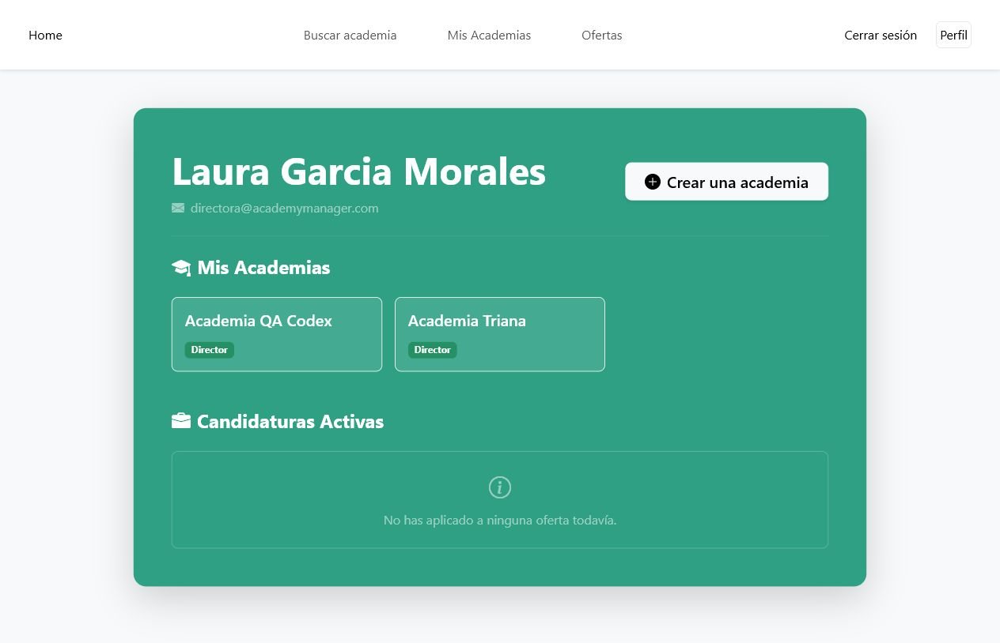 Home
Buscar academia
Mis Academias
Ofertas
Cerrar sesión
Perfil
Laura Garcia Morales
directora@academymanager.com
Crear una academia
Mis Academias
Academia QA Codex
Director
Academia Triana
Director
Candidaturas Activas
No has aplicado a ninguna oferta todavía.